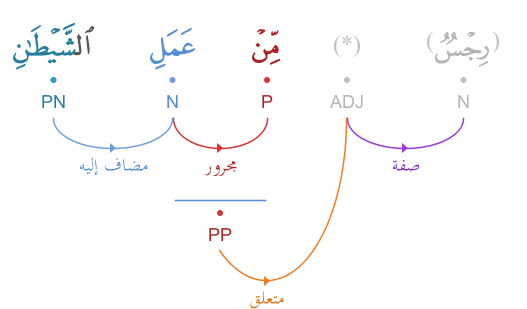 (رِجْسٌ) (*) مِّنْ عَمَلِ ٱلشَّيْطَٰنِ
N ADJ P N PN
صفة مجرور مضاف إليه
PP
متعلق